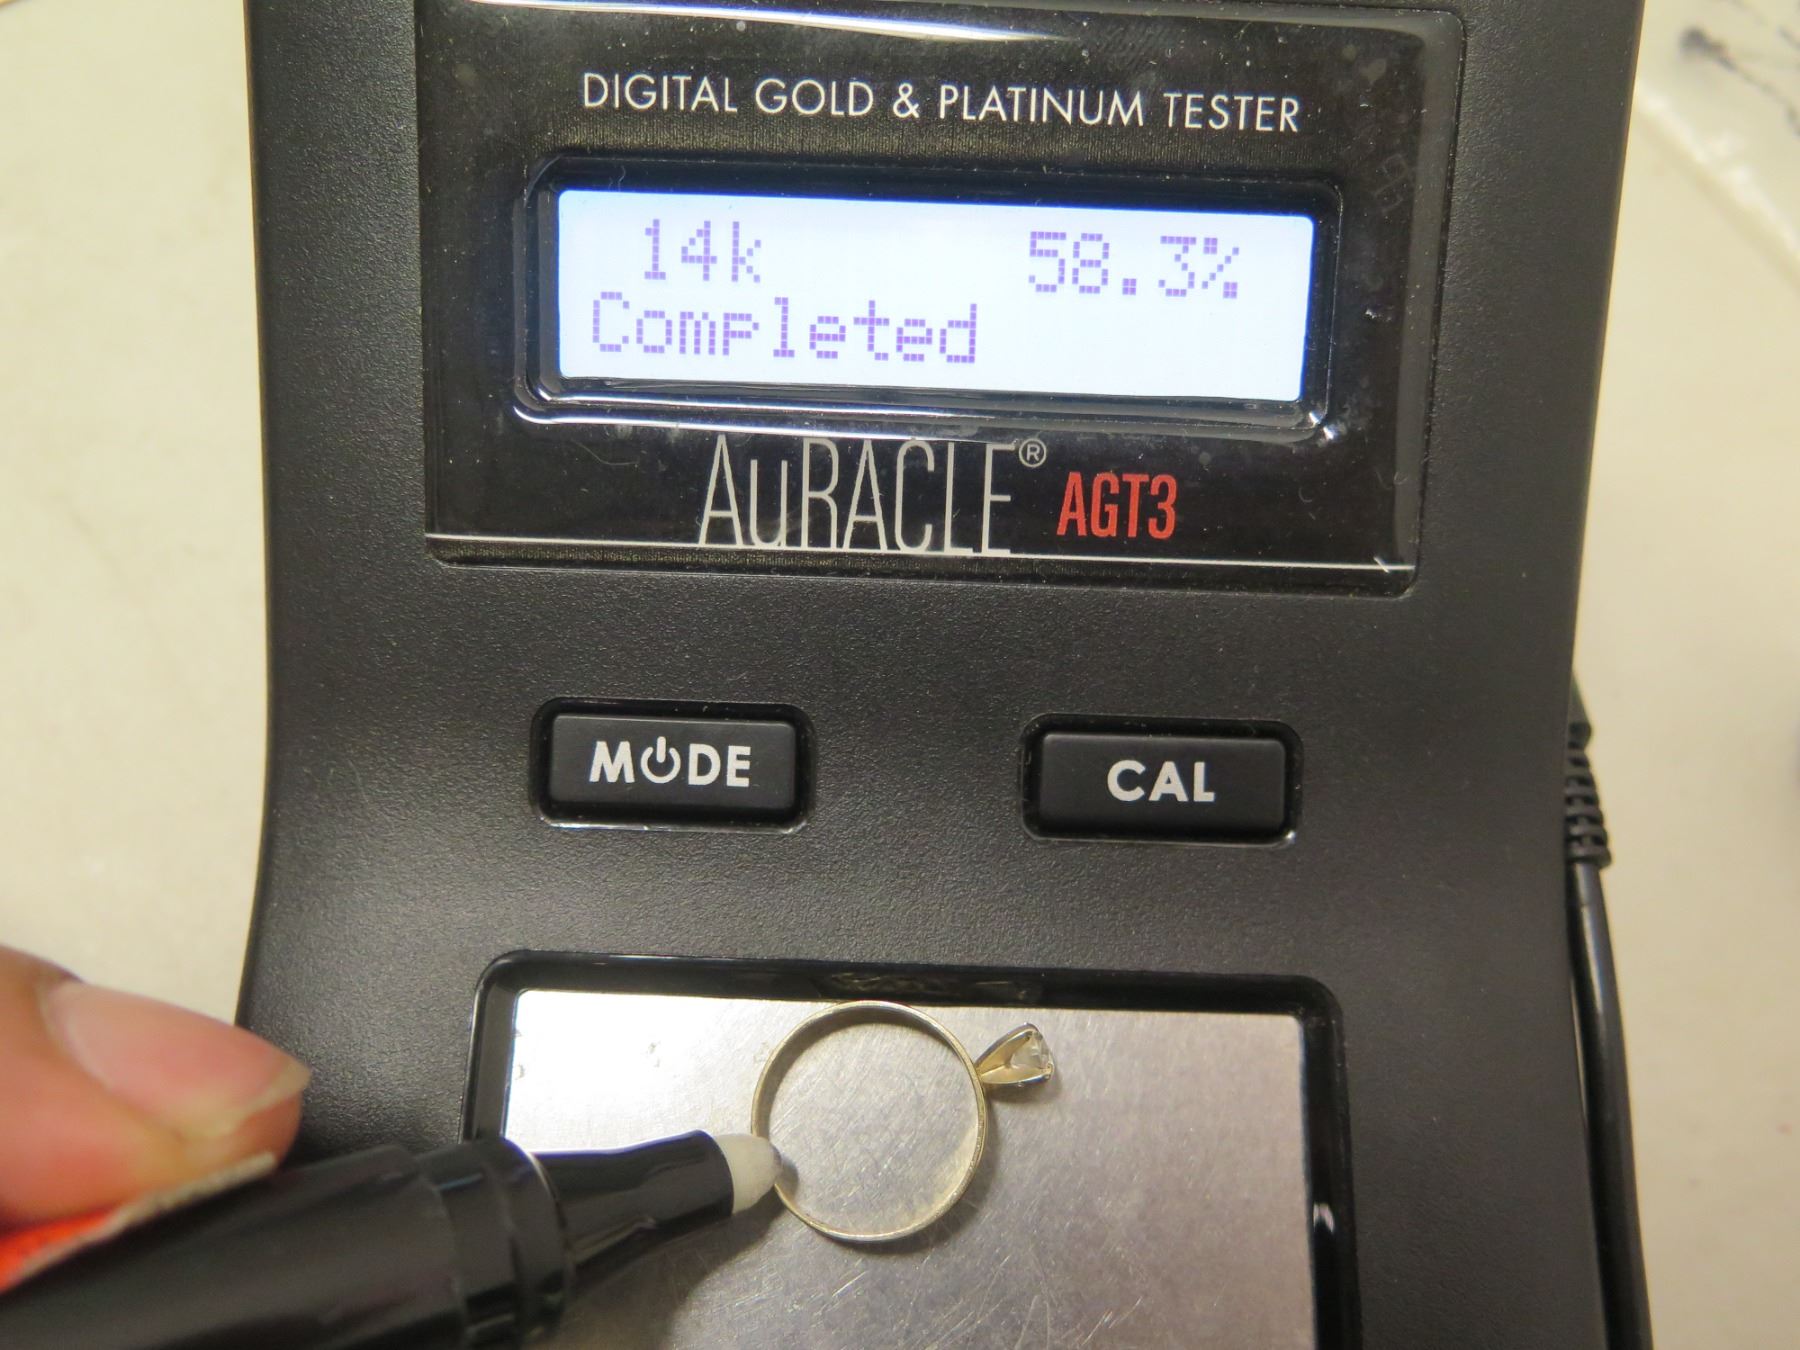 DIGITAL GOLD & PLATINUM TESTER
14k 58.3%
Completed
AuRACLE® AGT3
MODE CAL